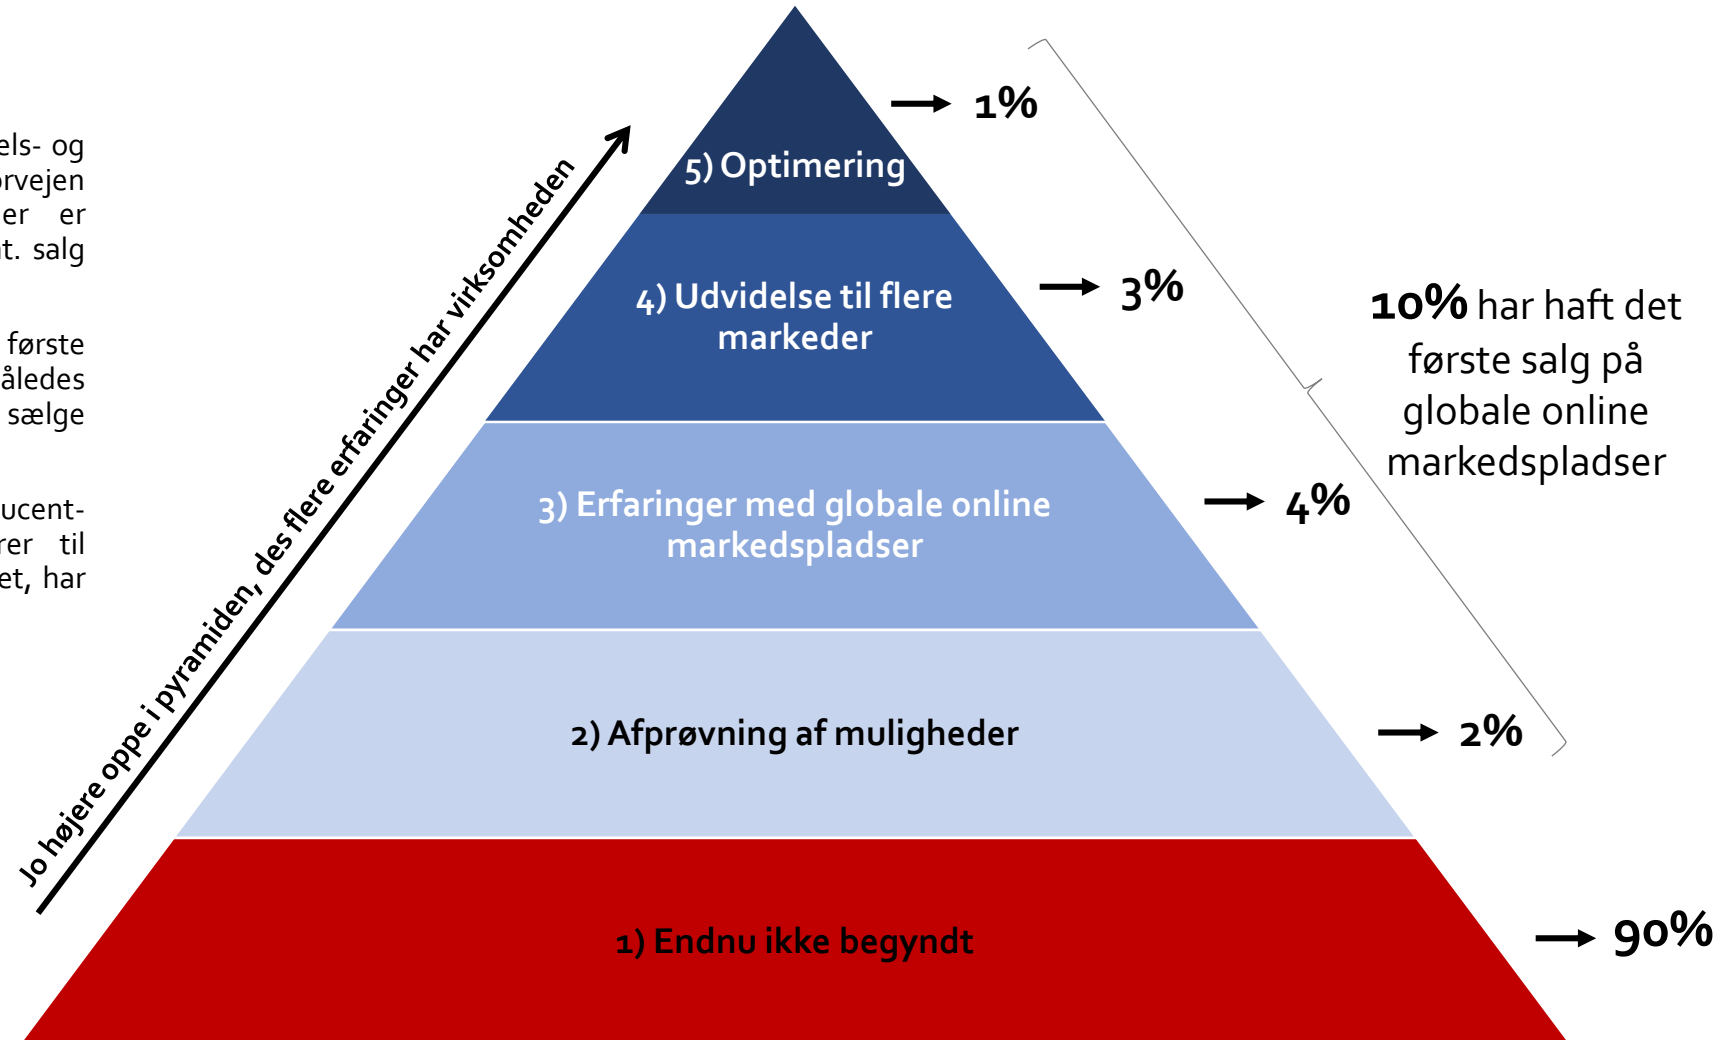 els- og
orvejen
er er
nt. salg
første
således
sælge
ucent-
rer til
et, har
Jo højere oppe i pyramiden, des flere erfaringer har virksomheden
5) Optimering
1%
4) Udvidelse til flere
markeder
3%
3) Erfaringer med globale online
markedspladser
4%
2) Afprøvning af muligheder
2%
1) Endnu ikke begyndt
90%
10% har haft det
første salg på
globale online
markedspladser